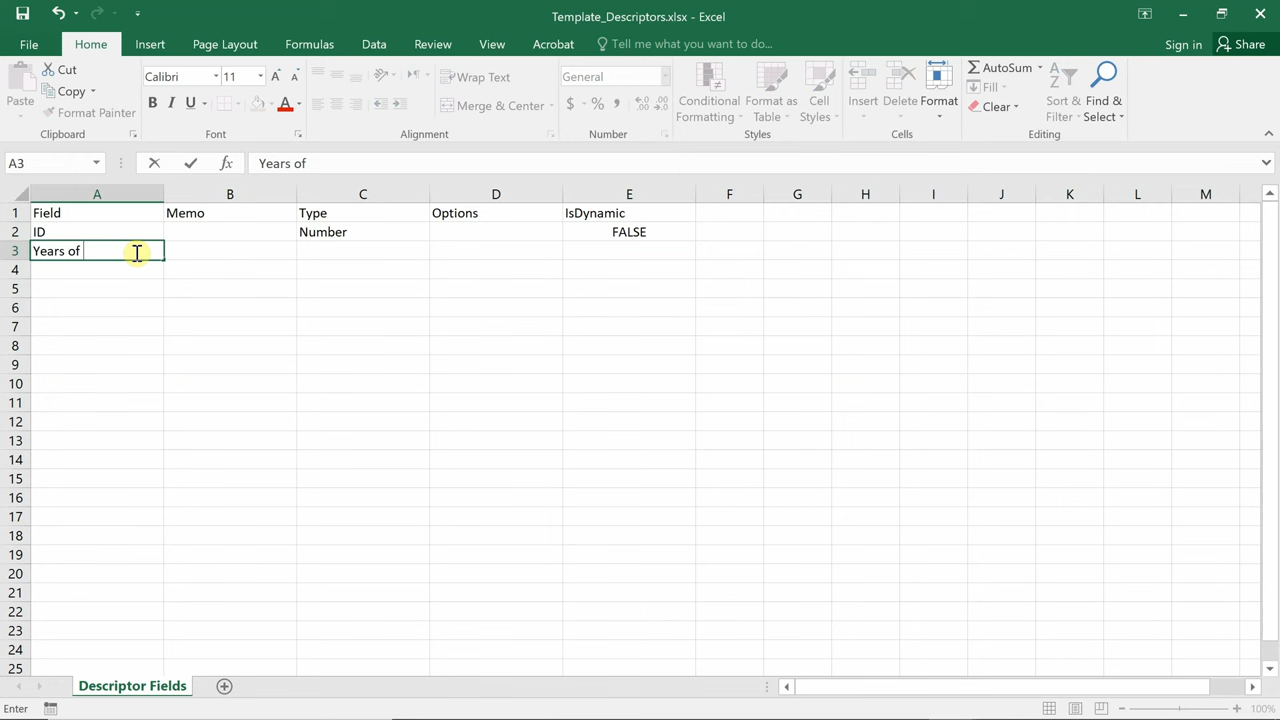 Template_Descriptors.xlsx - Excel
File Home Insert Page Layout Formulas Data Review View Acrobat Tell me what you want to do... Sign in Share
Paste
Cut
Copy
Format Painter
Clipboard
Calibri 11
B I U
Font
Wrap Text
Merge & Center
Alignment
General
$ % ,
Number
Conditional Formatting
Format as Table
Cell Styles
Styles
Insert Delete Format
Cells
AutoSum
Fill
Clear
Sort & Filter
Find & Select
Editing
A3 fx Years of
A B C D E F G H I J K L M
1 Field Memo Type Options IsDynamic
2 ID Number FALSE
3 Years of
4
5
6
7
8
9
10
11
12
13
14
15
16
17
18
19
20
21
22
23
24
25
Descriptor Fields
Enter 100%